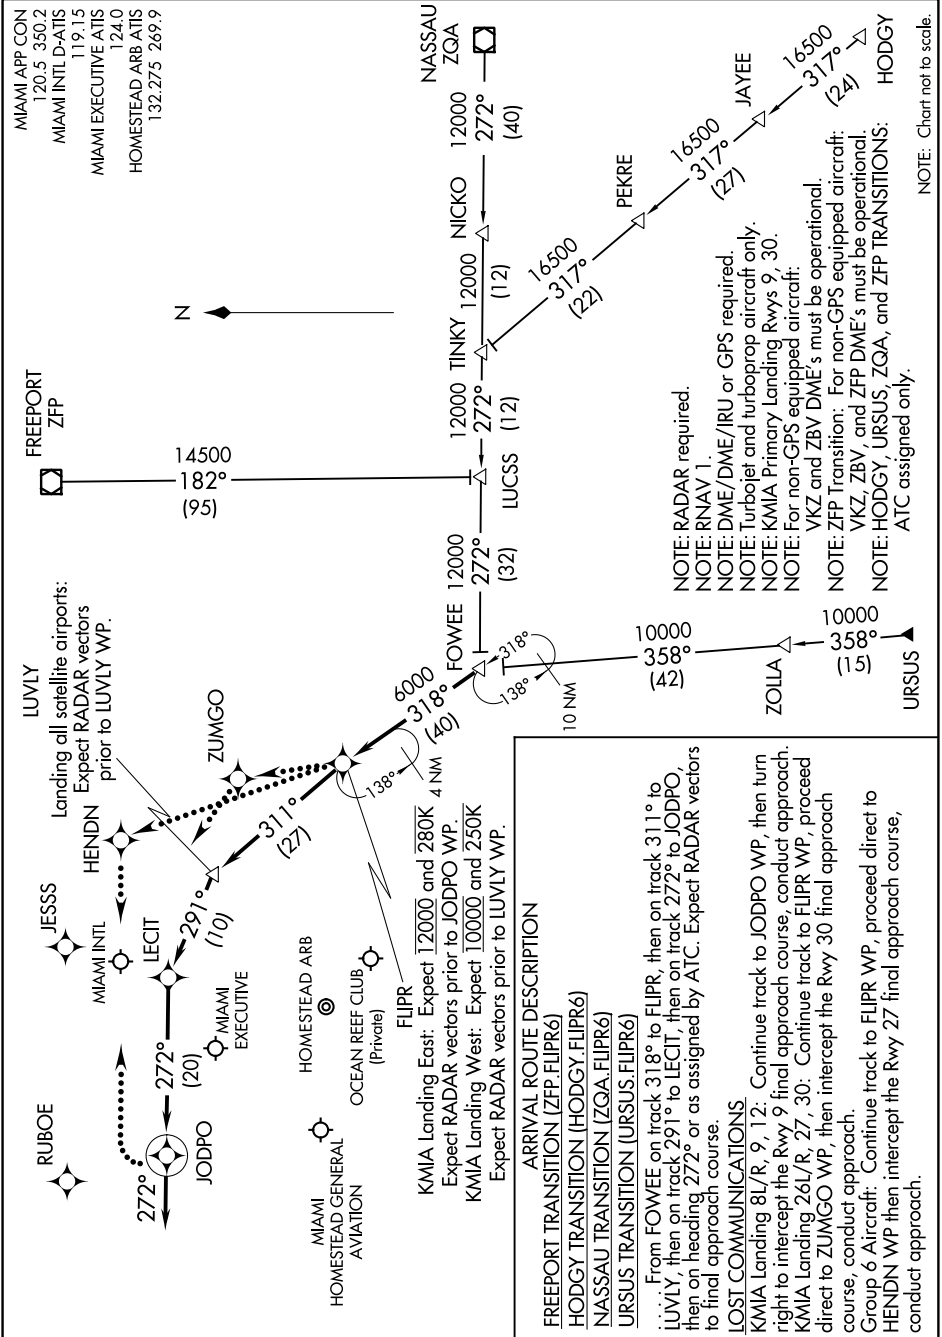 MIAMI APP CON
120.5 350.2
MIAMI INTL D-ATIS
119.15
MIAMI EXECUTIVE ATIS
124.0
HOMESTEAD ARB ATIS
132.275 269.9
FREEPORT
ZFP
14500
182°
(95)
N
NASSAU
ZQA
12000
272°
(40)
NICKO
12000
(12)
TINKY
12000
272°
(12)
LUCSS
12000
272°
(32)
FOWEE
HODGY
16500
317°
(24)
JAYEE
16500
317°
(27)
PEKRE
16500
317°
(22)
URSUS
10000
358°
(15)
ZOLLA
10000
358°
(42)
318°
138°
10 NM
6000
318°
(40)
138°
4 NM
FLIPR
KMIA Landing East: Expect 12000 and 280K
Expect RADAR vectors prior to JODPO WP.
KMIA Landing West: Expect 10000 and 250K
Expect RADAR vectors prior to LUVLY WP.
311°
(27)
LUVLY
Landing all satellite airports:
Expect RADAR vectors
prior to LUVLY WP.
ZUMGO
HENDN
JESSS
MIAMI INTL
291°
(10)
LECIT
272°
(20)
JODPO
272°
RUBOE
MIAMI
EXECUTIVE
HOMESTEAD ARB
OCEAN REEF CLUB
(Private)
MIAMI
HOMESTEAD GENERAL
AVIATION
NOTE: RADAR required.
NOTE: RNAV 1.
NOTE: DME/DME/IRU or GPS required.
NOTE: Turbojet and turboprop aircraft only.
NOTE: KMIA Primary Landing Rwys 9, 30.
NOTE: For non-GPS equipped aircraft:
VKZ and ZBV DME's must be operational.
NOTE: ZFP Transition: For non-GPS equipped aircraft:
VKZ, ZBV, and ZFP DME's must be operational.
NOTE: HODGY, URSUS, ZQA, and ZFP TRANSITIONS:
ATC assigned only.
NOTE: Chart not to scale.
ARRIVAL ROUTE DESCRIPTION
FREEPORT TRANSITION (ZFP.FLIPR6)
HODGY TRANSITION (HODGY.FLIPR6)
NASSAU TRANSITION (ZQA.FLIPR6)
URSUS TRANSITION (URSUS.FLIPR6)
. . . . From FOWEE on track 318° to FLIPR, then on track 311° to
LUVLY, then on track 291° to LECIT, then on track 272° to JODPO,
then on heading 272° or as assigned by ATC. Expect RADAR vectors
to final approach course.
LOST COMMUNICATIONS
KMIA Landing 8L/R, 9, 12: Continue track to JODPO WP, then turn
right to intercept the Rwy 9 final approach course, conduct approach.
KMIA Landing 26L/R, 27, 30: Continue track to FLIPR WP, proceed
direct to ZUMGO WP, then intercept the Rwy 30 final approach
course, conduct approach.
Group 6 Aircraft: Continue track to FLIPR WP, proceed direct to
HENDN WP then intercept the Rwy 27 final approach course,
conduct approach.